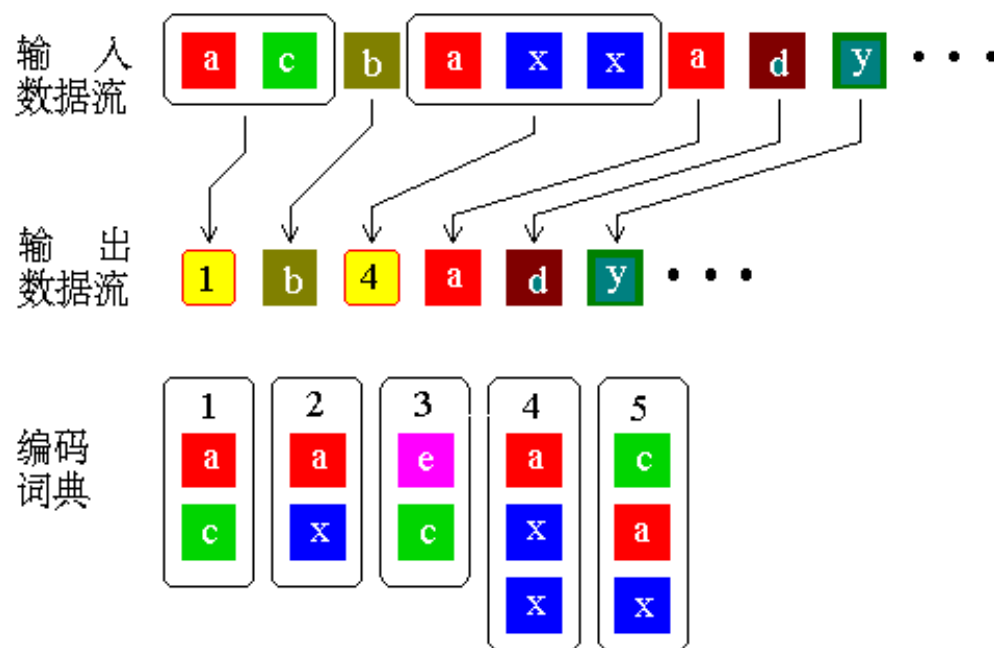 输 入
数据流
a c b a x x a d y • • •
输 出
数据流
1 b 4 a d y • • •
编码
词典
1 2 3 4 5
a a e a c
c x c x a
x x